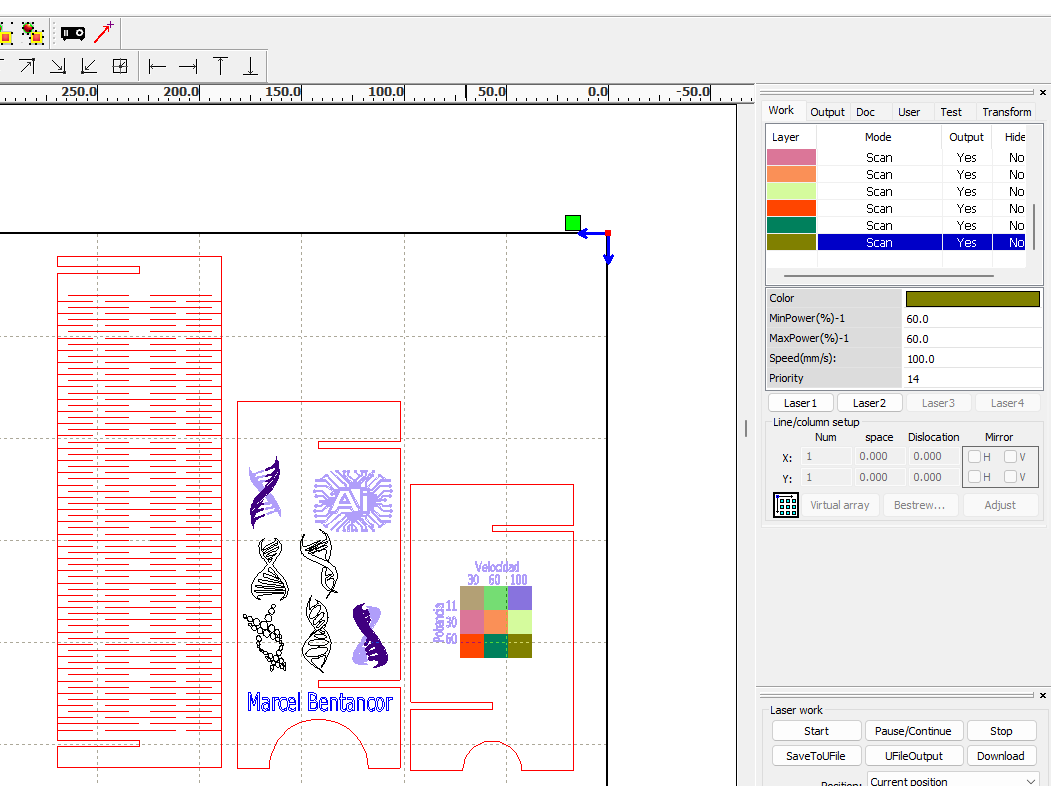 250.0 200.0 150.0 100.0 50.0 0.0 -50.0
Work Output Doc User Test Transform
Layer Mode Output Hide
Scan Yes No
Scan Yes No
Scan Yes No
Scan Yes No
Scan Yes No
Scan Yes No
Color
MinPower(%)-1 60.0
MaxPower(%)-1 60.0
Speed(mm/s): 100.0
Priority 14
Laser1 Laser2 Laser3 Laser4
Line/column setup
Num space Dislocation Mirror
X: 1 0.000 0.000 H V
Y: 1 0.000 0.000 H V
Virtual array Bestrew... Adjust
Ai
Velocidad
30 60 100
Potencia
11
30
60
Marcel Bentancor
Laser work
Start Pause/Continue Stop
SaveToUFile UFileOutput Download
Position: Current position